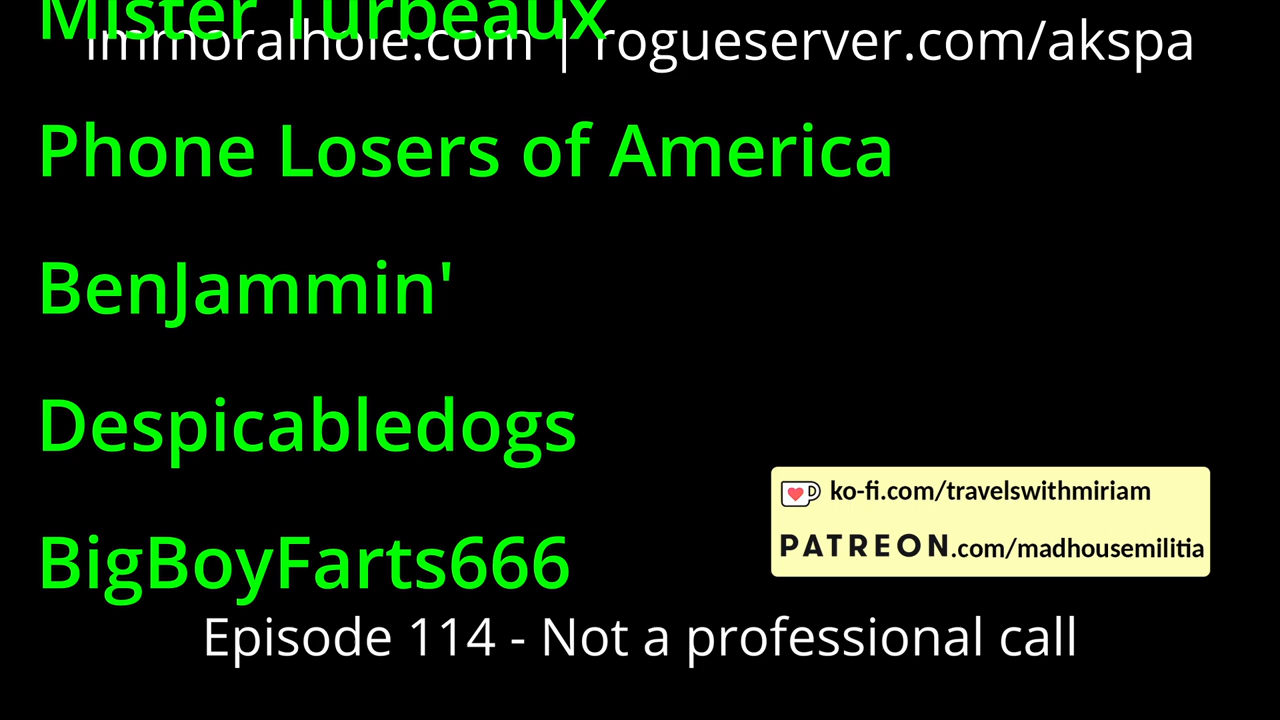 Mister Turbeaux
immoralhole.com | rogueserver.com/akspa
Phone Losers of America
BenJammin'
Despicabledogs
ko-fi.com/travelswithmiriam
PATREON.com/madhousemilitia
BigBoyFarts666
Episode 114 - Not a professional call